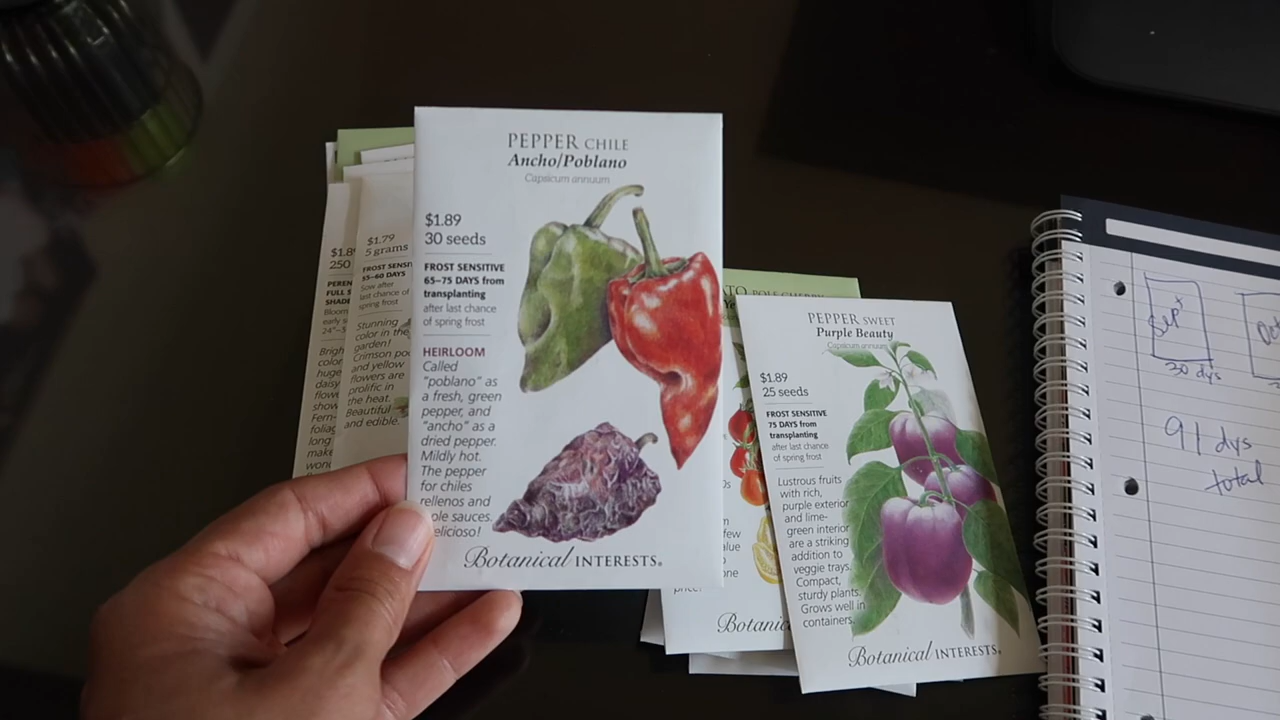 PEPPER CHILE
Ancho/Poblano
Capsicum annuum
$1.89
30 seeds
FROST SENSITIVE
65–75 DAYS from
transplanting
after last chance
of spring frost
HEIRLOOM
Called
"poblano" as
a fresh, green
pepper, and
"ancho" as a
dried pepper.
Mildly hot.
The pepper
for chiles
rellenos and
sauces.
Botanical INTERESTS®
250
FULL
$1.79
5 grams
FROST
55–60 DAYS
Sow after
last chance of
spring frost
Stunning
color in the
garden!
Crimson
and yellow
flowers are
prolific in
the heat.
Beautiful
and edible.
POLE CHERRY
PEPPER SWEET
Purple Beauty
Capsicum annuum
$1.89
25 seeds
FROST SENSITIVE
75 DAYS from
transplanting
after last chance
of spring frost
Lustrous fruits
with rich,
purple exterior
and lime-
green interior
are a striking
addition to
veggie trays.
Compact,
sturdy plants.
Grows well in
containers.
Botanical INTERESTS®
few
30 dys
91 dys
total